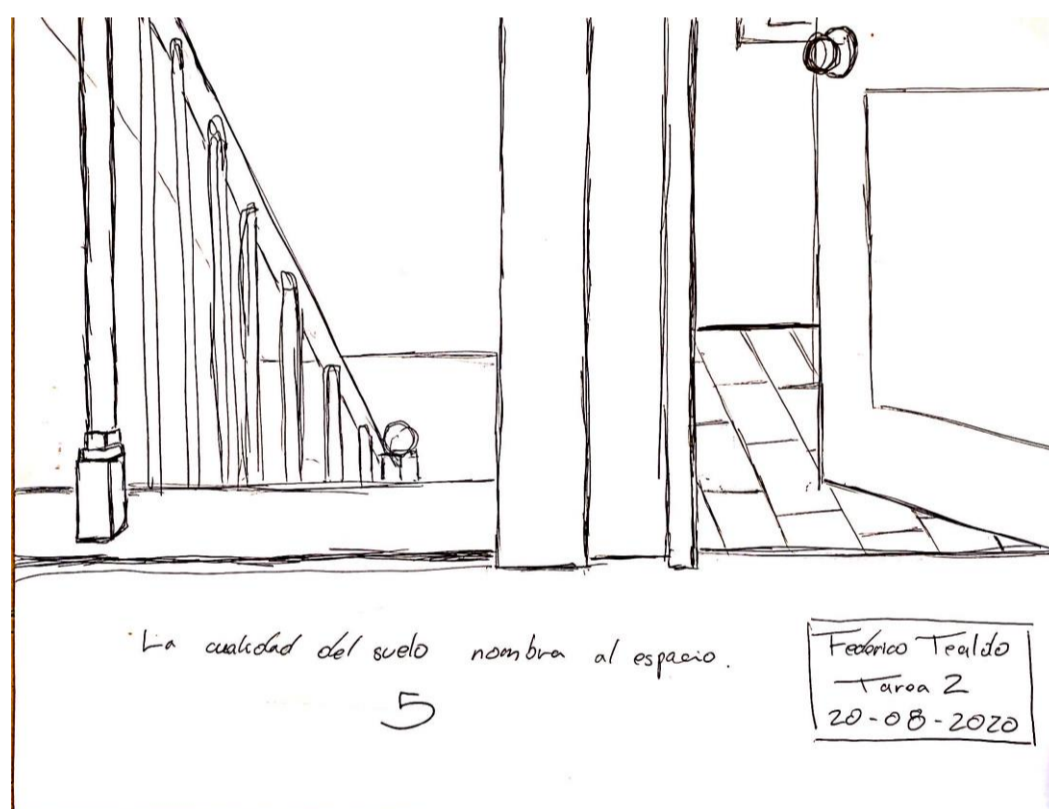 La cualidad del suelo nombra al espacio.
5
Federico Tealdo
Tarea 2
20-08-2020